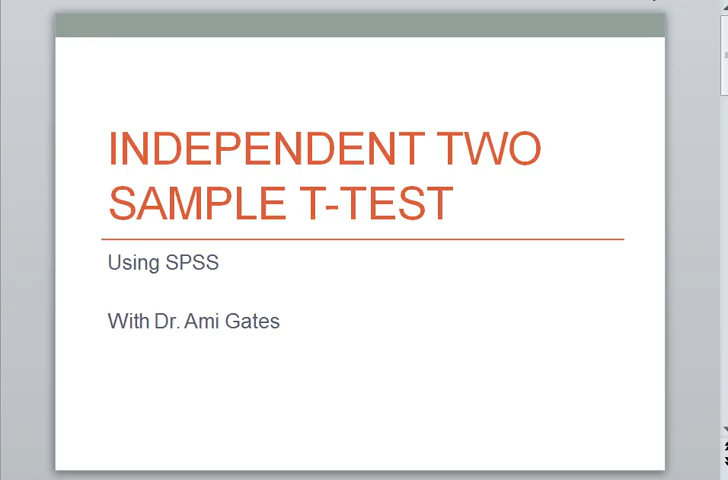 INDEPENDENT TWO
SAMPLE T-TEST
Using SPSS
With Dr. Ami Gates